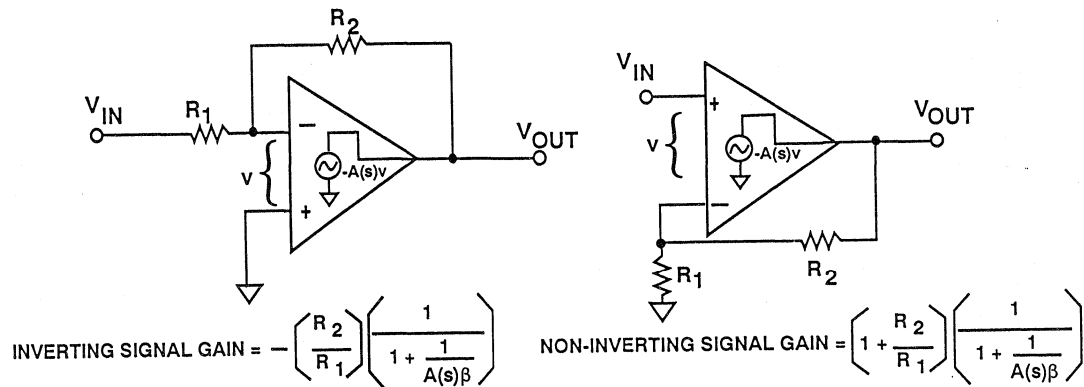 R2
VIN
R1
−
v
-A(s)v
+
VOUT
INVERTING SIGNAL GAIN = −(R2/R1)(1/(1 + 1/(A(s)β)))
VIN
+
v
-A(s)v
−
VOUT
R2
R1
NON-INVERTING SIGNAL GAIN = (1 + R2/R1)(1/(1 + 1/(A(s)β)))